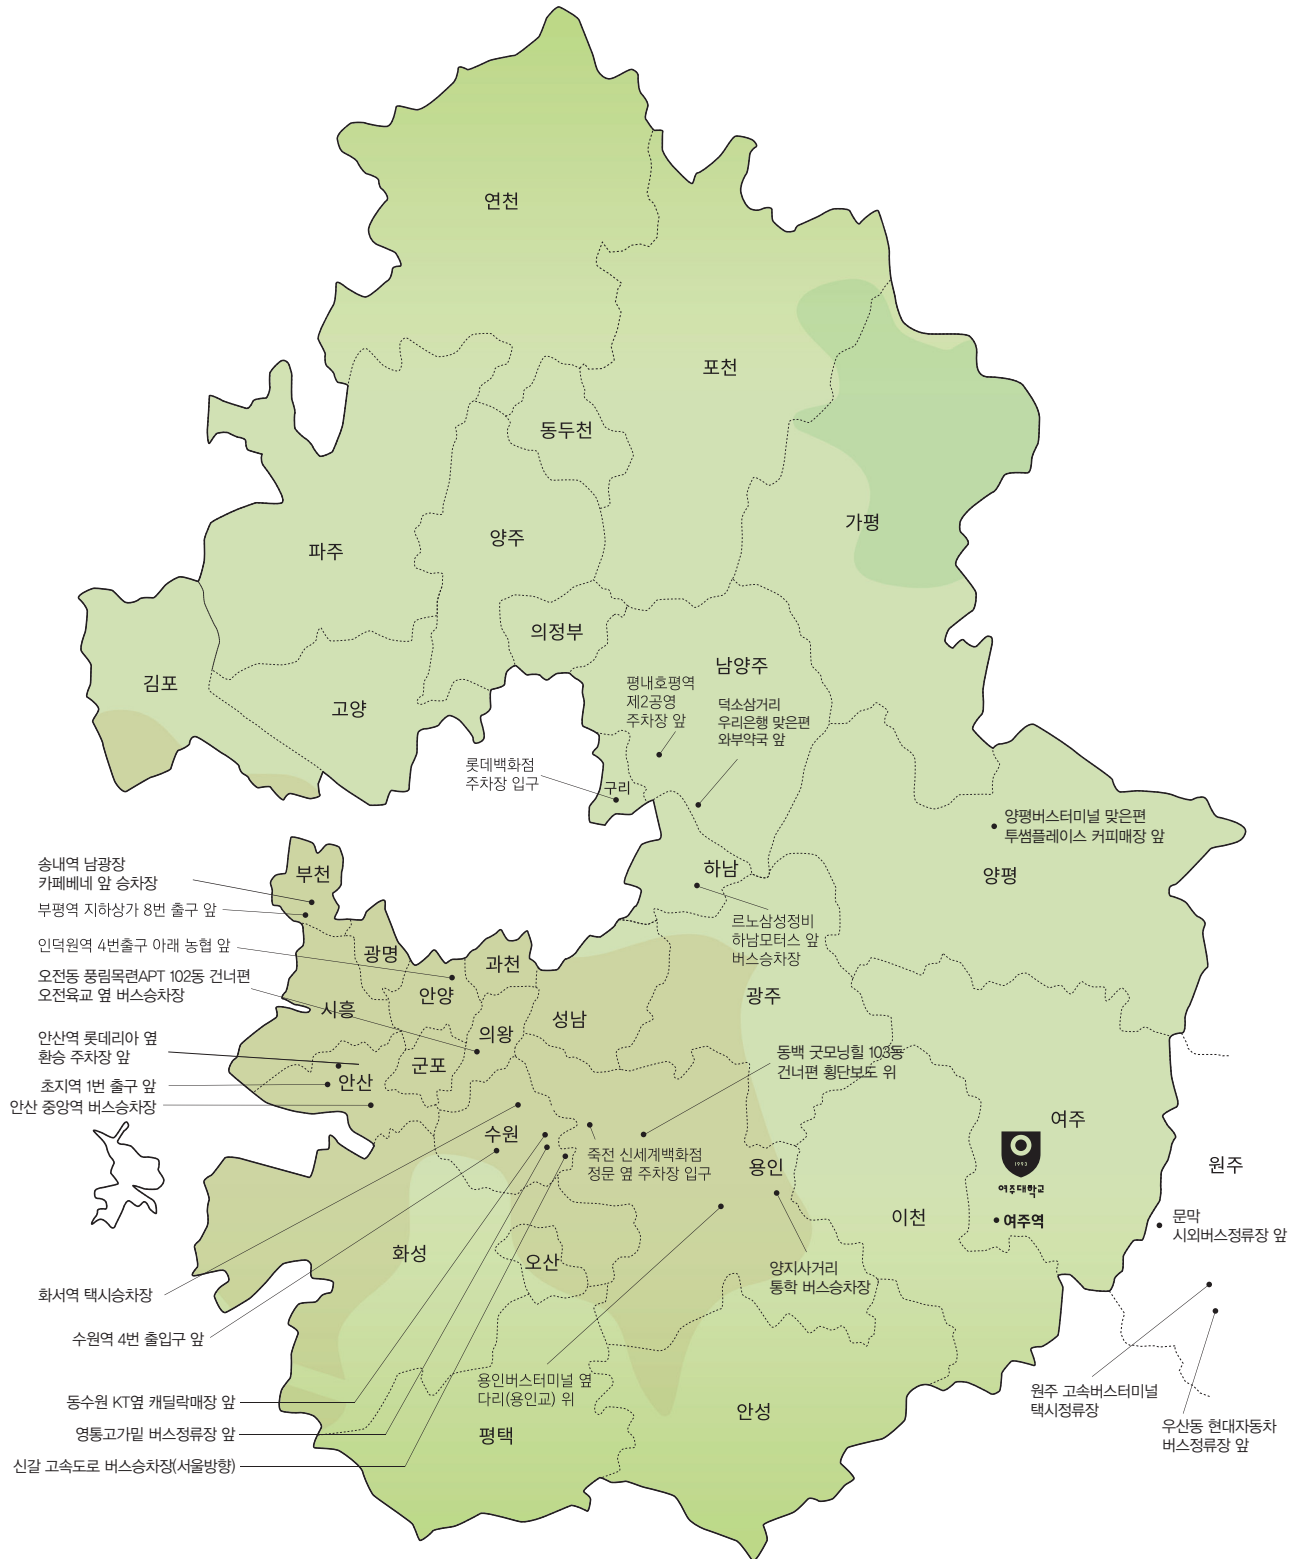 연천
포천
동두천
가평
양주
파주
의정부
남양주
김포
고양
평내호평역
제2공영
주차장 앞
덕소삼거리
우리은행 맞은편
와부약국 앞
롯데백화점
주차장 입구
구리
양평버스터미널 맞은편
투썸플레이스 커피매장 앞
양평
하남
르노삼성정비
하남모터스 앞
버스승차장
송내역 남광장
카페베네 앞 승차장
부천
부평역 지하상가 8번 출구 앞
인덕원역 4번출구 아래 농협 앞
광명
과천
오전동 풍림목련APT 102동 건너편
오전육교 옆 버스승차장
안양
시흥
성남
광주
의왕
안산역 롯데리아 옆
환승 주차장 앞
군포
동백 굿모닝힐 103동
건너편 횡단보도 위
초지역 1번 출구 앞
안산
안산 중앙역 버스승차장
여주
수원
죽전 신세계백화점
정문 옆 주차장 입구
용인
1993
여주대학교
여주역
원주
이천
문막
시외버스정류장 앞
화성
오산
양지사거리
통학 버스승차장
화서역 택시승차장
수원역 4번 출입구 앞
용인버스터미널 옆
다리(용인교) 위
원주 고속버스터미널
택시정류장
동수원 KT옆 캐딜락매장 앞
안성
우산동 현대자동차
버스정류장 앞
영통고가밑 버스정류장 앞
평택
신갈 고속도로 버스승차장(서울방향)